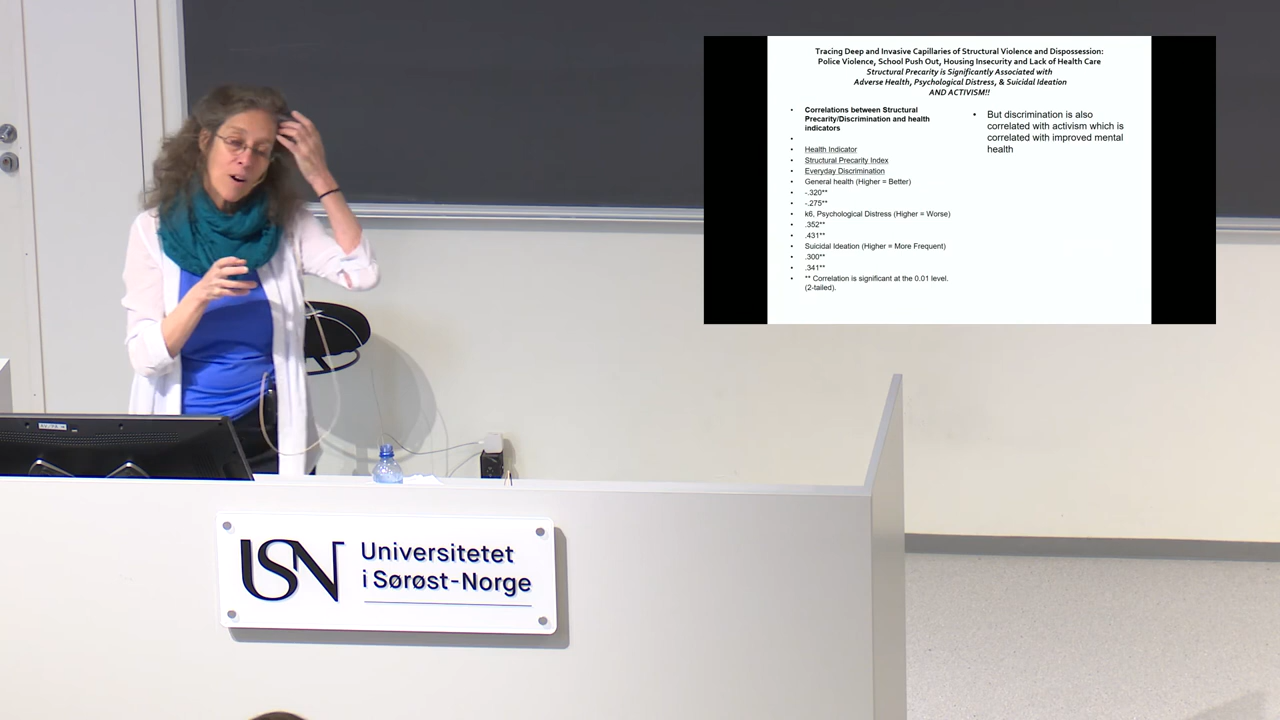 Tracing Deep and Invasive Capillaries of Structural Violence and Dispossession:
Police Violence, School Push Out, Housing Insecurity and Lack of Health Care
Structural Precarity is Significantly Associated with
Adverse Health, Psychological Distress, & Suicidal Ideation
AND ACTIVISM!!
• Correlations between Structural
Precarity/Discrimination and health
indicators
•
• Health Indicator
• Structural Precarity Index
• Everyday Discrimination
• General health (Higher = Better)
• -.320**
• -.275**
• k6, Psychological Distress (Higher = Worse)
• .352**
• .431**
• Suicidal Ideation (Higher = More Frequent)
• .300**
• .341**
• ** Correlation is significant at the 0.01 level.
(2-tailed).
• But discrimination is also
correlated with activism which is
correlated with improved mental
health
USN
Universitetet
i Sørøst-Norge